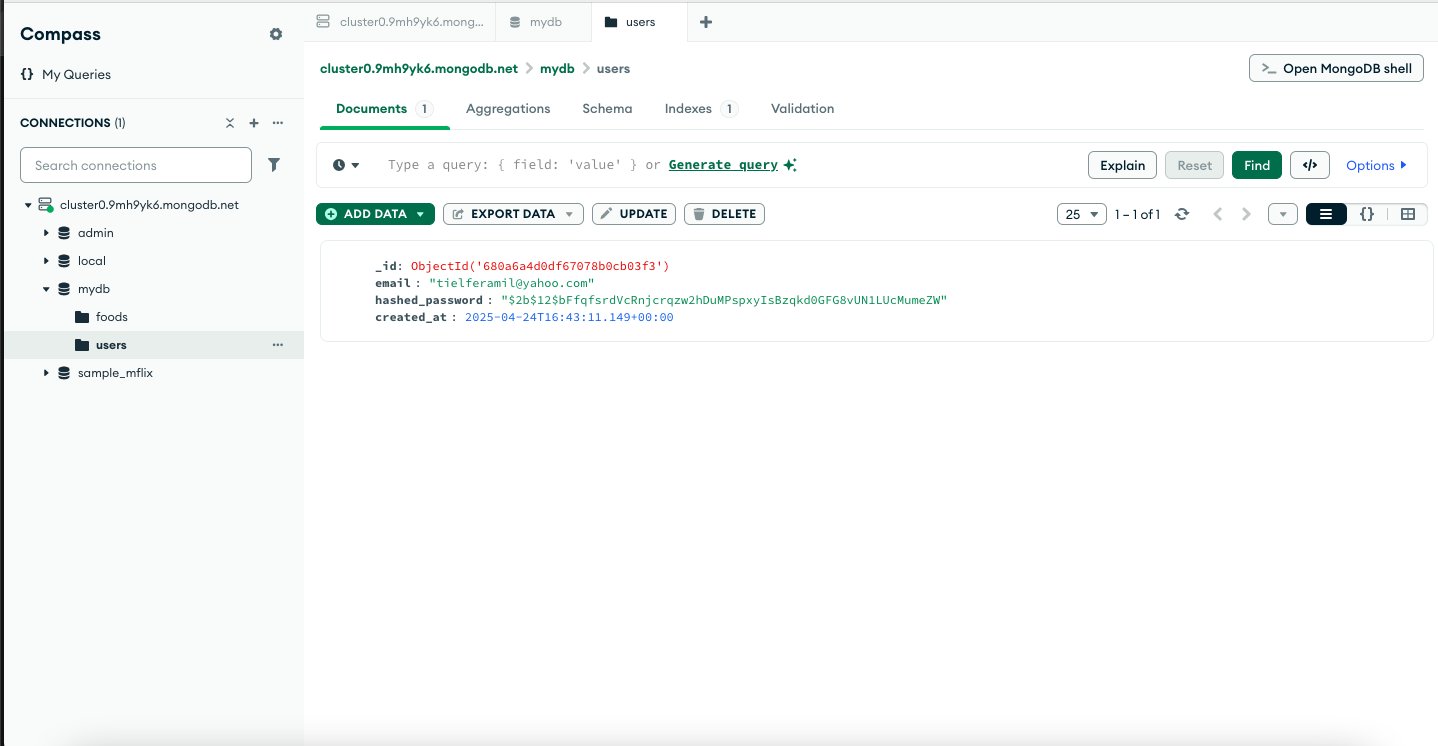 Compass
My Queries
CONNECTIONS (1)
Search connections
cluster0.9mh9yk6.mongodb.net
admin
local
mydb
foods
users
sample_mflix
cluster0.9mh9yk6.mong... mydb users
cluster0.9mh9yk6.mongodb.net > mydb > users
>_ Open MongoDB shell
Documents 1 Aggregations Schema Indexes 1 Validation
Type a query: { field: 'value' } or Generate query
Explain Reset Find </> Options
ADD DATA EXPORT DATA UPDATE DELETE
25 1 – 1 of 1 {}
_id: ObjectId('680a6a4d0df67078b0cb03f3')
email : "tielferamil@yahoo.com"
hashed_password : "$2b$12$bFfqfsrdVcRnjcrqzw2hDuMPspxyIsBzqkd0GFG8vUN1LUcMumeZW"
created_at : 2025-04-24T16:43:11.149+00:00